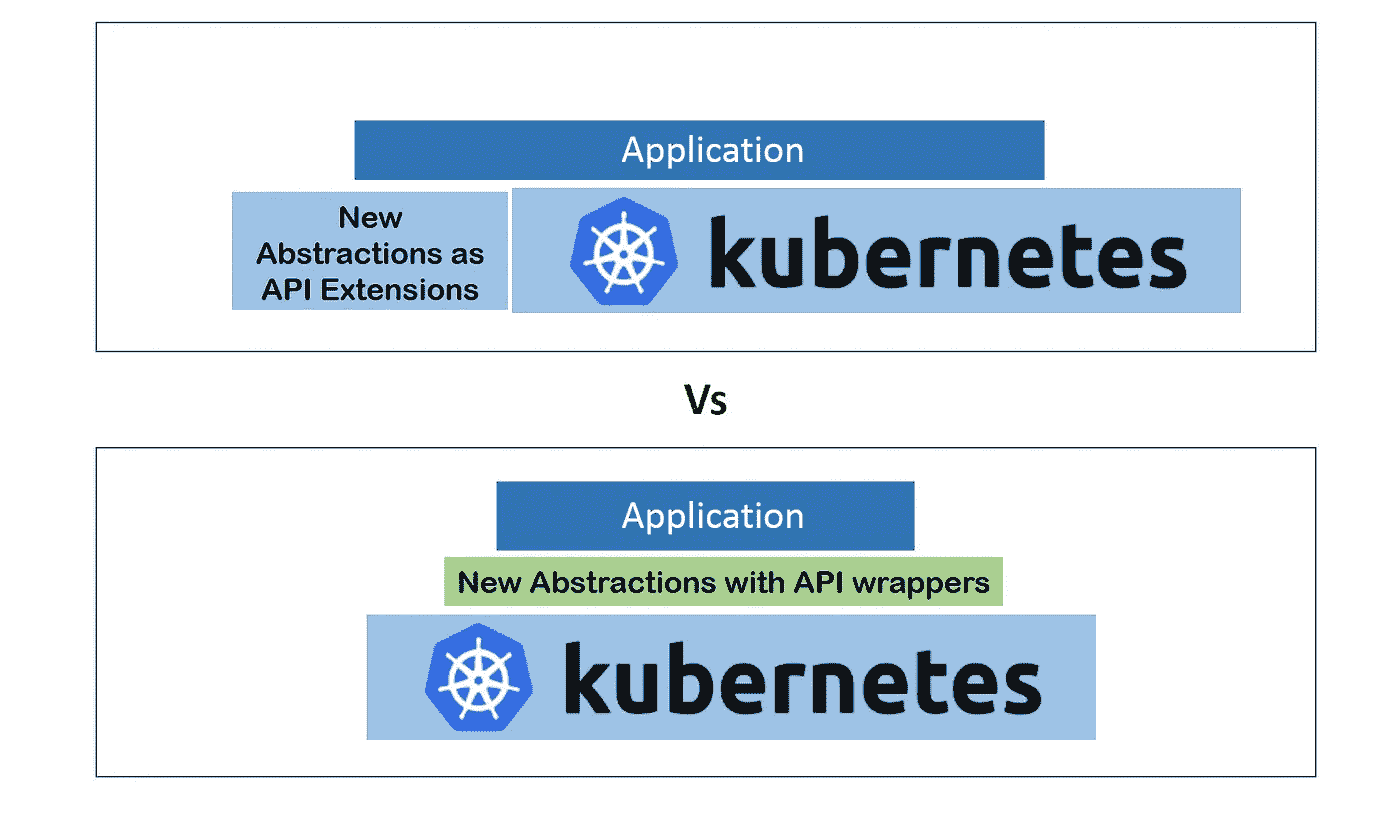 Application
New
Abstractions as
API Extensions
kubernetes
Vs
Application
New Abstractions with API wrappers
kubernetes